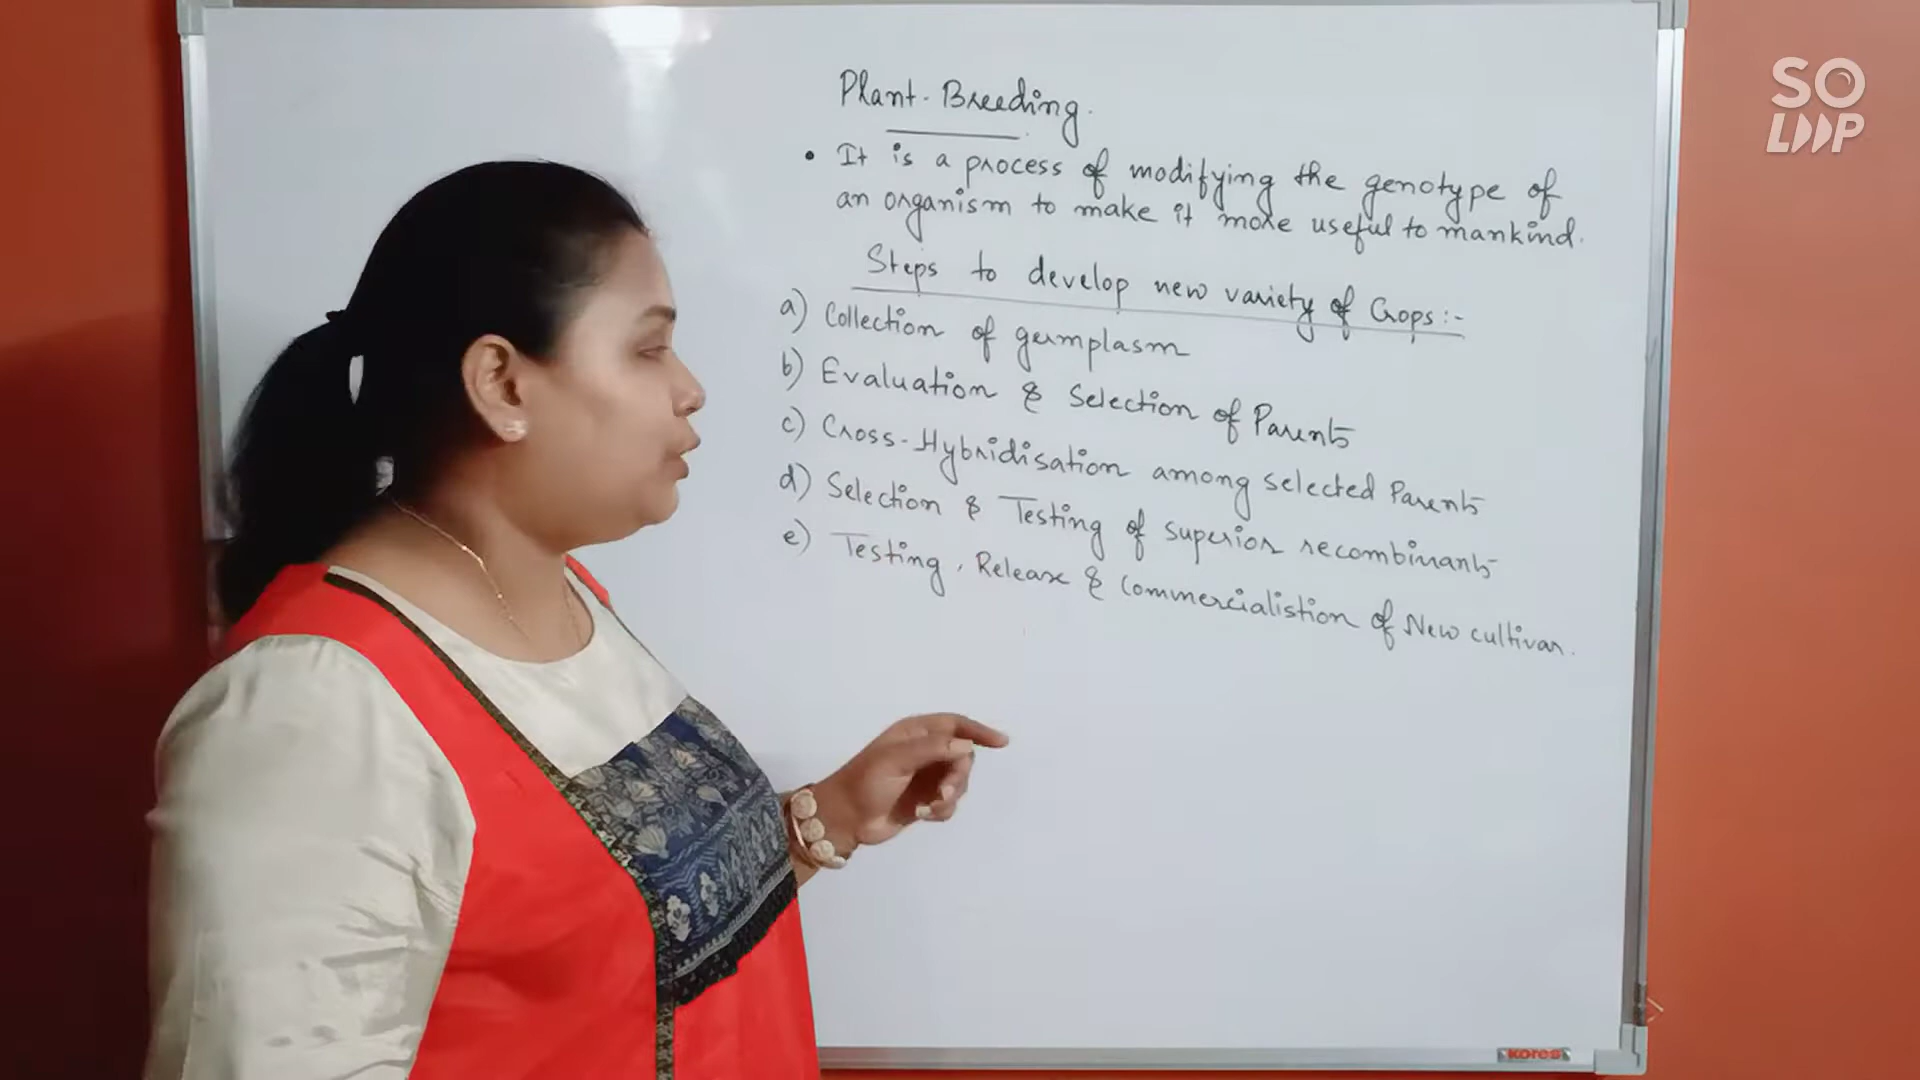 Plant-Breeding.
• It is a process of modifying the genotype of
an organism to make it more useful to mankind.
Steps to develop new variety of Crops:-
a) Collection of germplasm
b) Evaluation & Selection of Parents
c) Cross-Hybridisation among selected Parents
d) Selection & Testing of superior recombinants
e) Testing, Release & Commercialistion of New cultivar.
SO
LOOP
kores